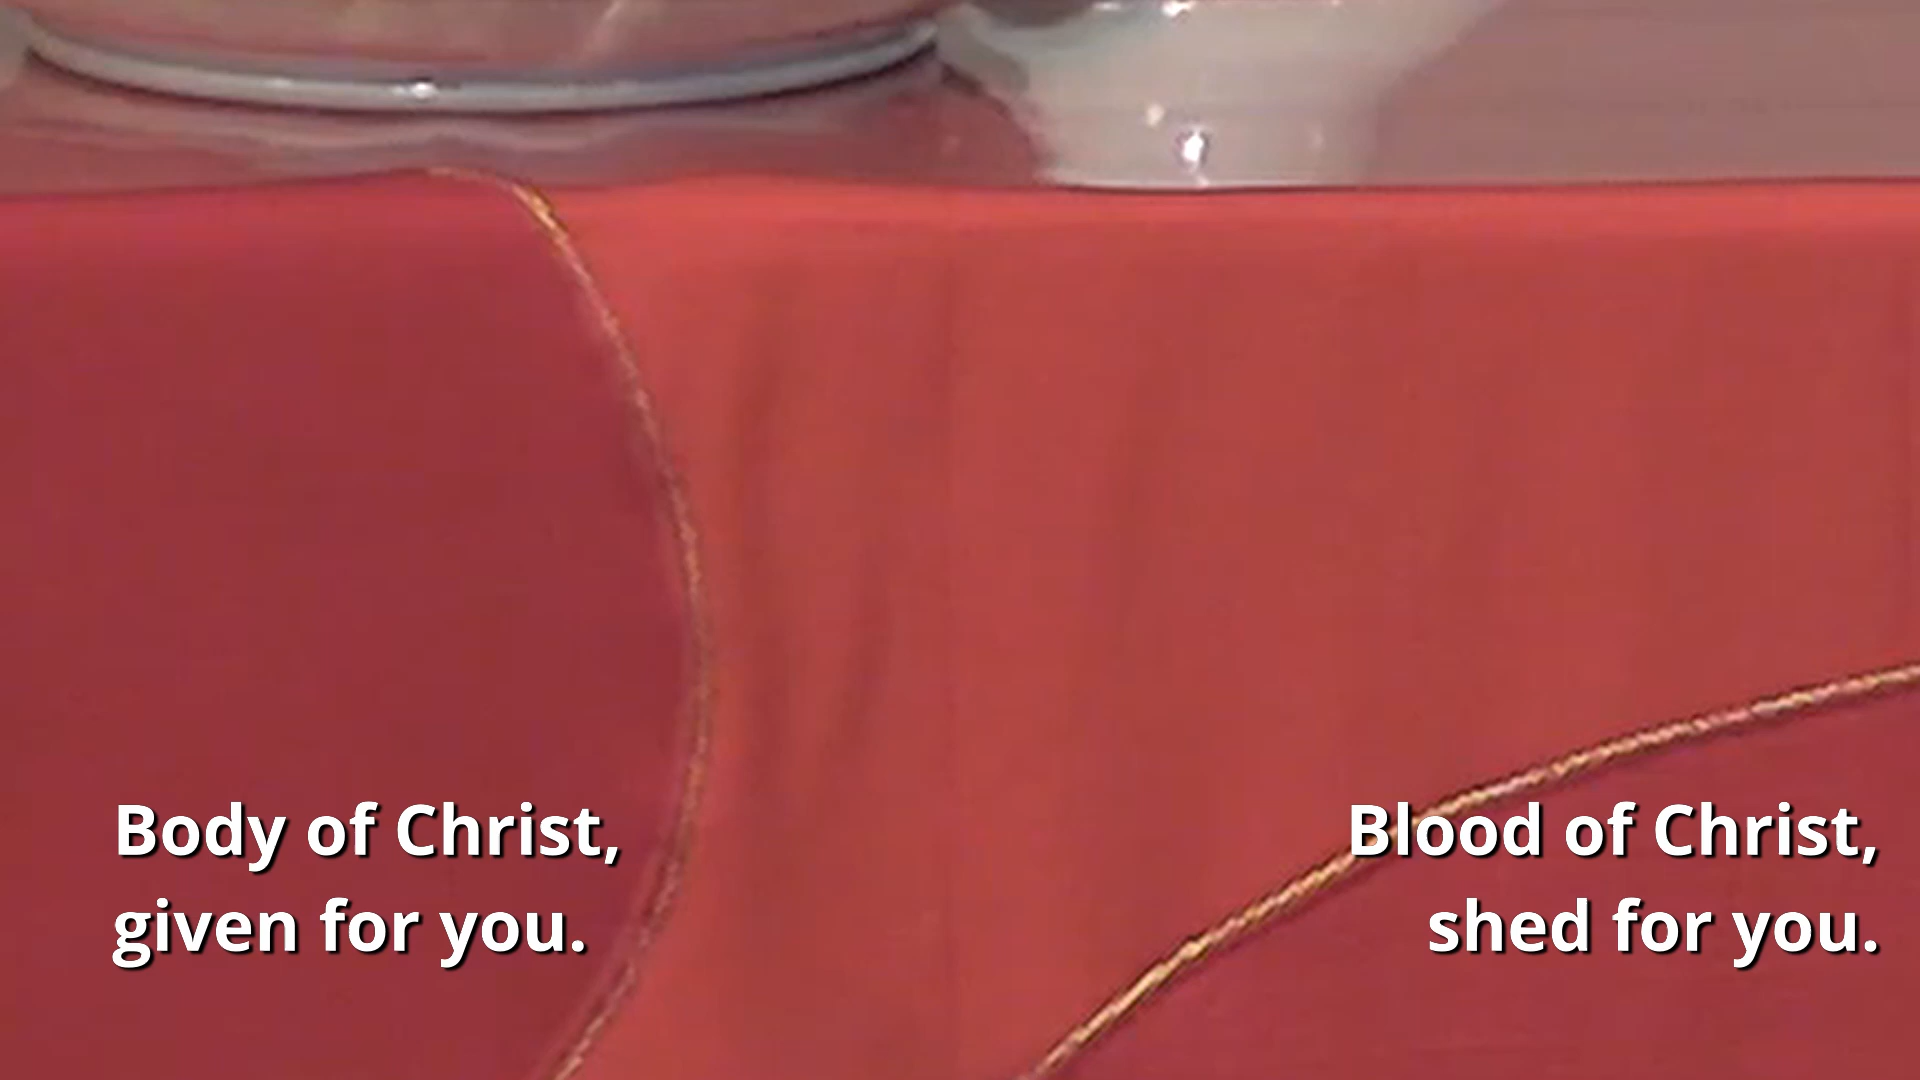 Body of Christ,
given for you.
Blood of Christ,
shed for you.